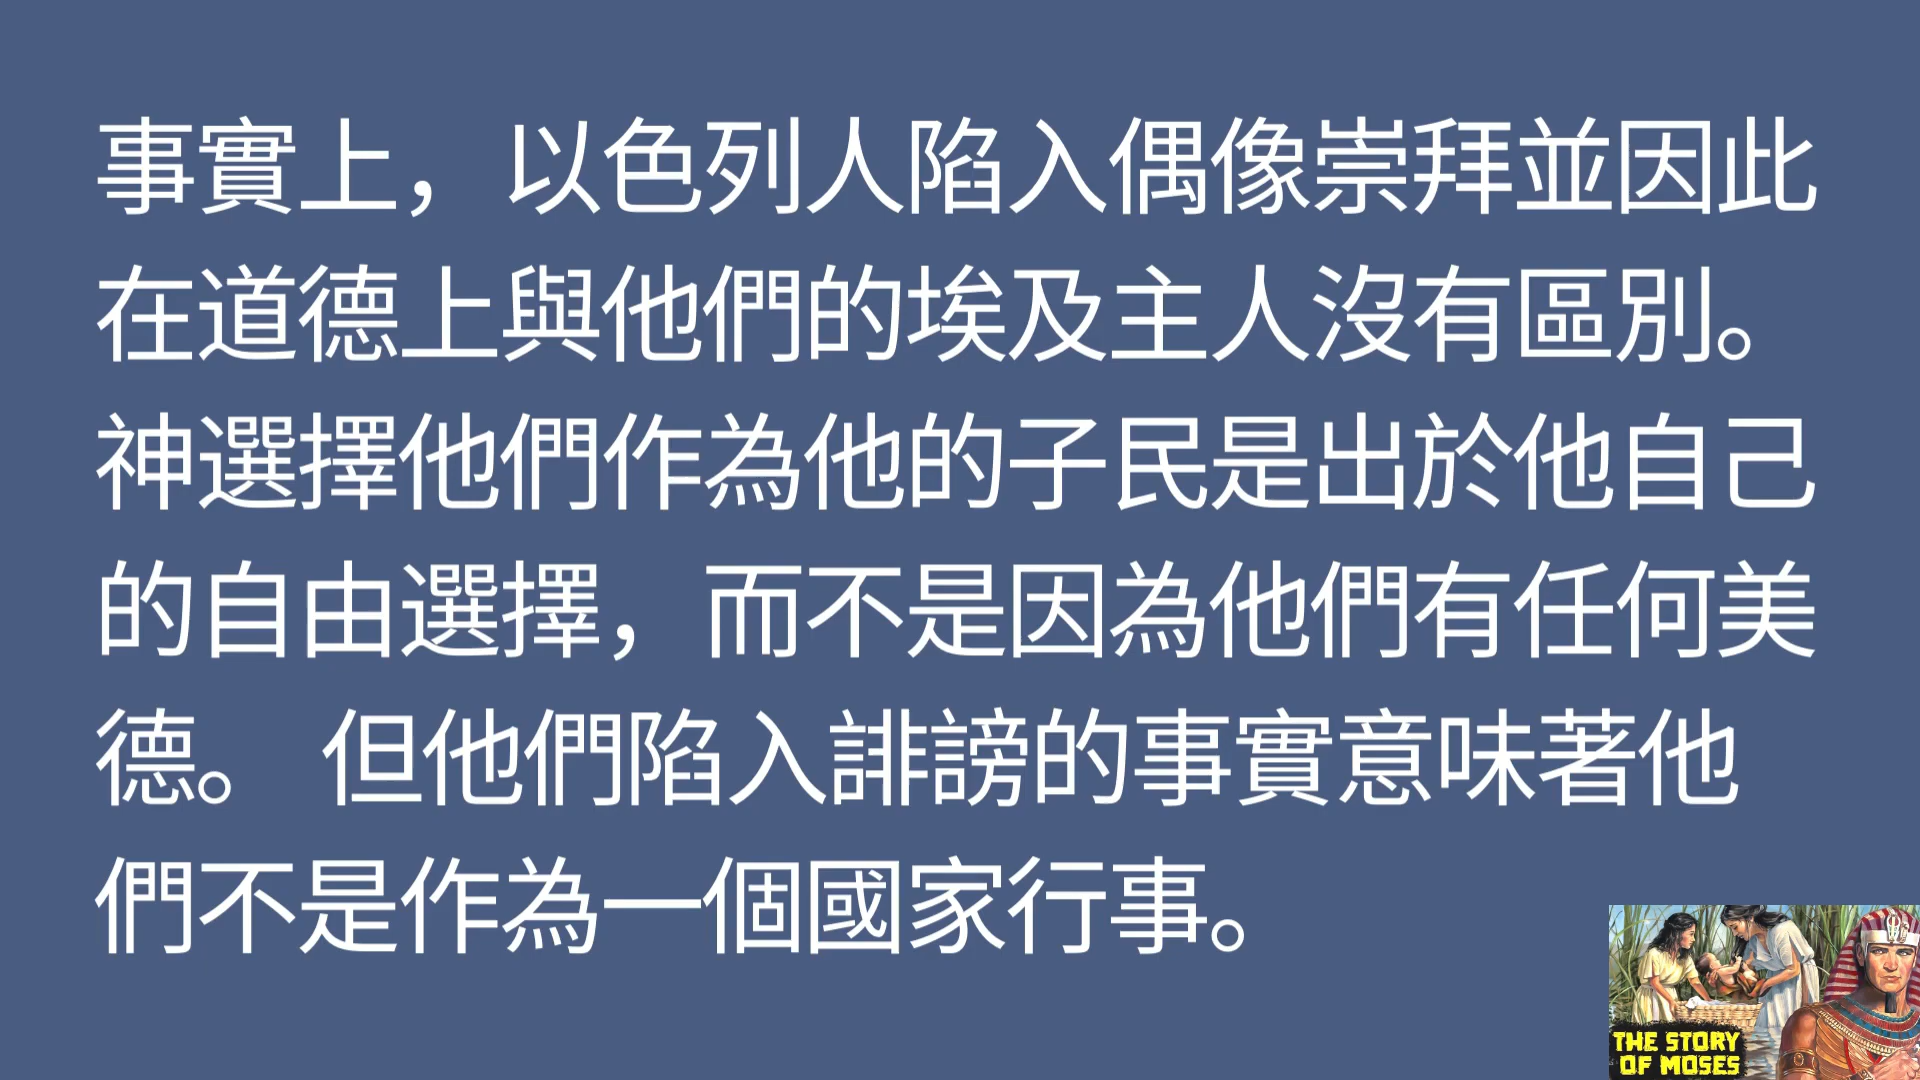 事實上，以色列人陷入偶像崇拜並因此
在道德上與他們的埃及主人沒有區別。
神選擇他們作為他的子民是出於他自己
的自由選擇，而不是因為他們有任何美
德。 但他們陷入誹謗的事實意味著他
們不是作為一個國家行事。
THE STORY
OF MOSES